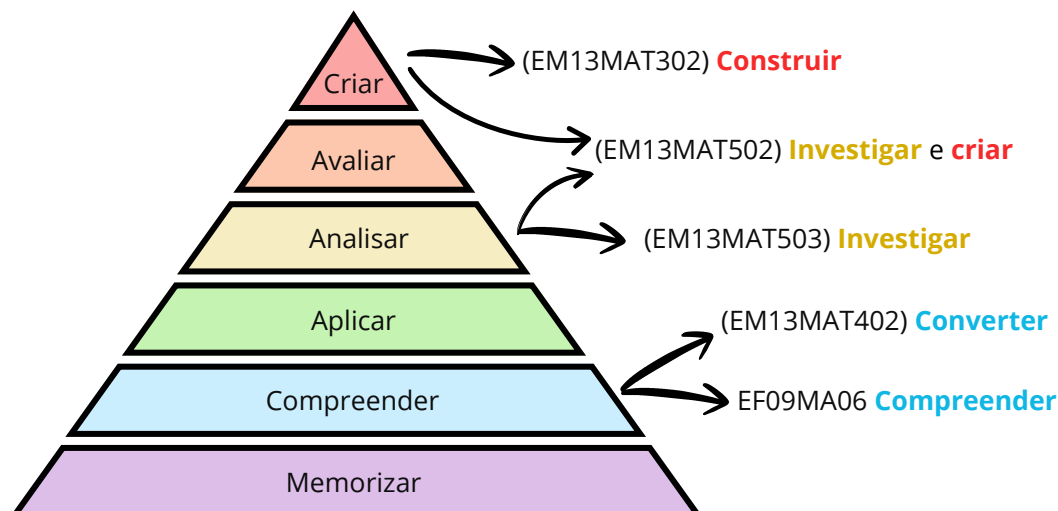 Criar
(EM13MAT302) Construir
Avaliar
(EM13MAT502) Investigar e criar
Analisar
(EM13MAT503) Investigar
Aplicar
(EM13MAT402) Converter
Compreender
EF09MA06 Compreender
Memorizar